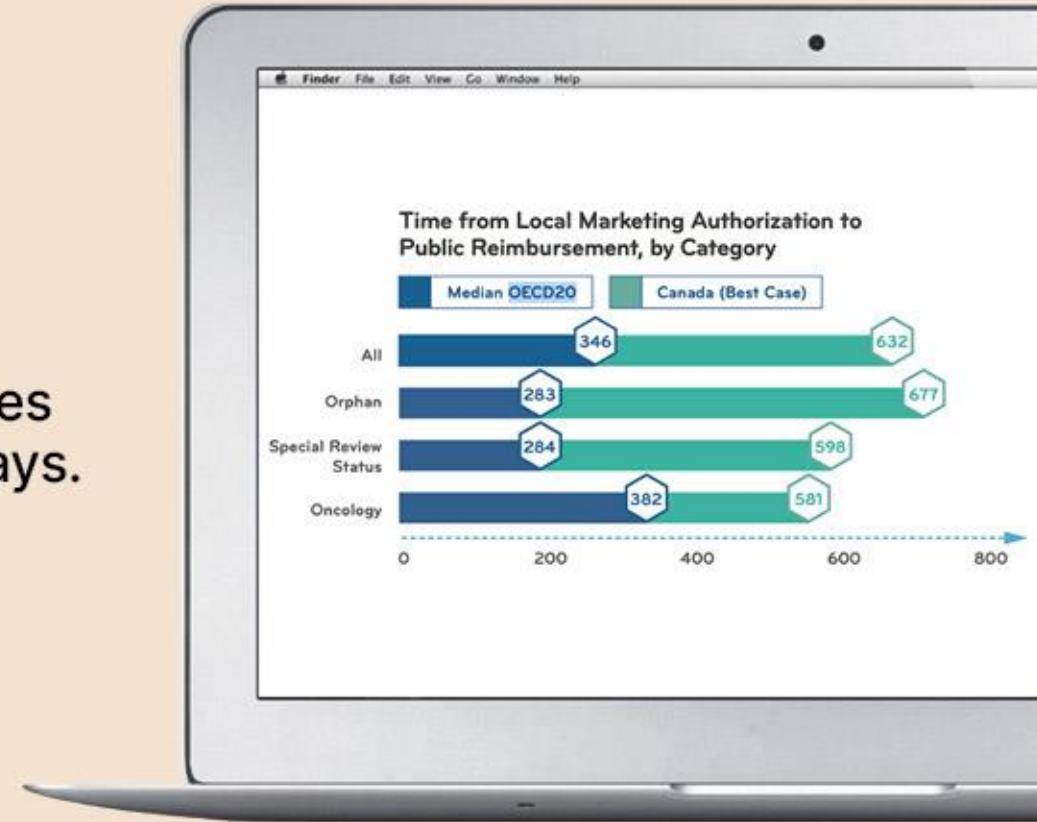 Finder File Edit View Go Window Help
Time from Local Marketing Authorization to
Public Reimbursement, by Category
Median OECD20 Canada (Best Case)
All 346 632
Orphan 283 677
es
ays.
Special Review
Status
284 598
Oncology 382 581
0 200 400 600 800